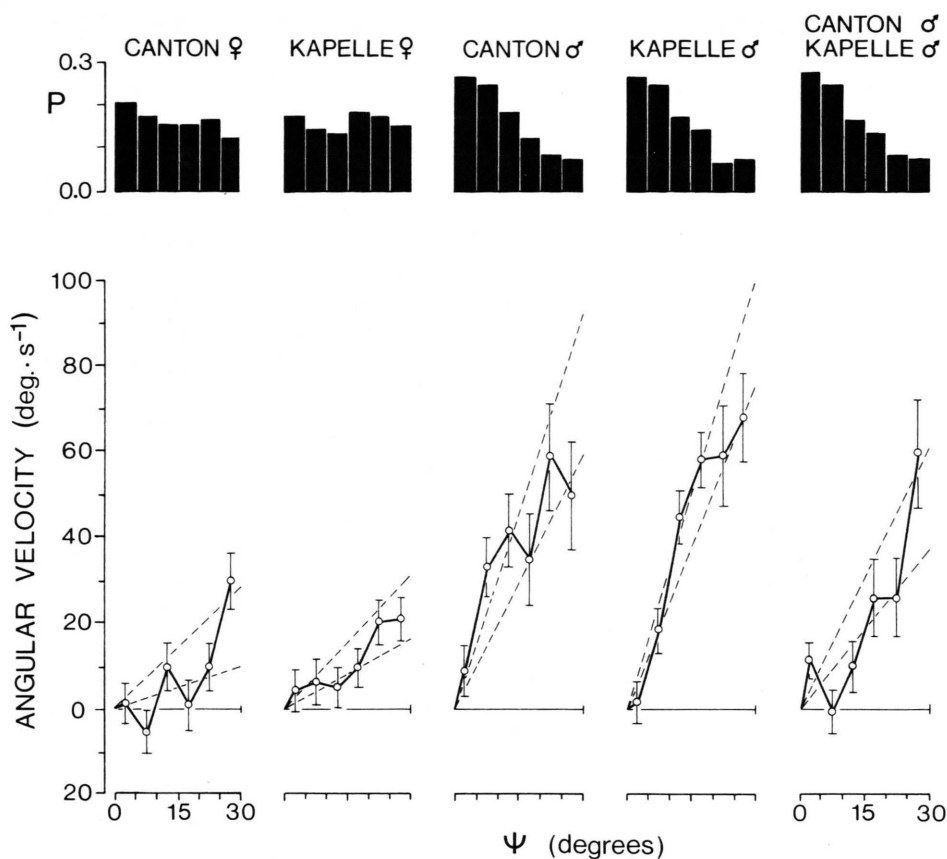 CANTON ♂
CANTON ♀ KAPELLE ♀ CANTON ♂ KAPELLE ♂ KAPELLE ♂
0.3
P
0.0
100
80
60
40
20
0
20
ANGULAR VELOCITY (deg.·s⁻¹)
0 15 30 0 15 30
Ψ (degrees)